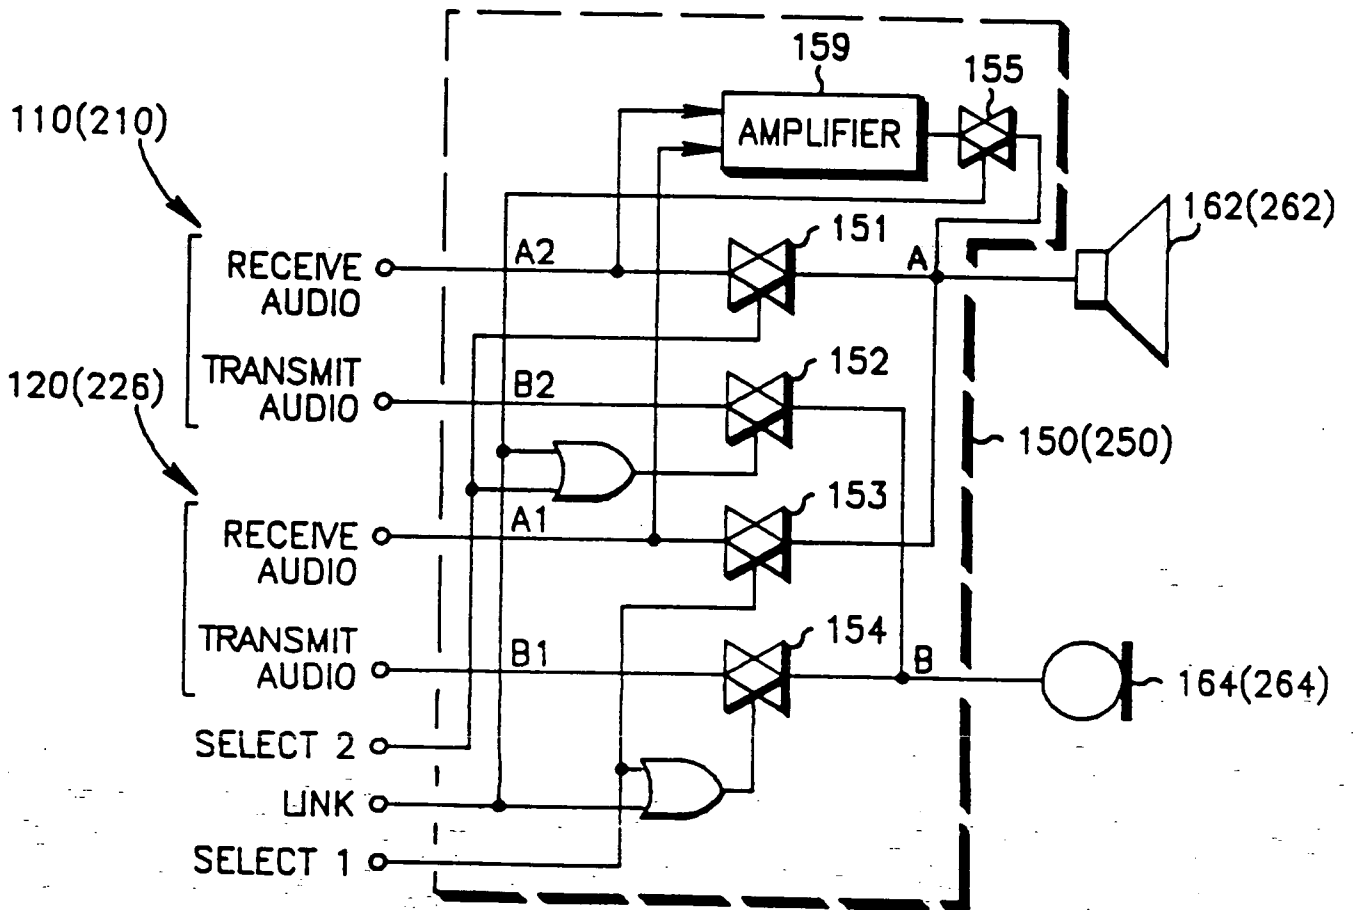 159
155
110(210)
AMPLIFIER
162(262)
151
A2
A
RECEIVE
AUDIO
152
120(226)
TRANSMIT
AUDIO
B2
150(250)
153
A1
RECEIVE
AUDIO
154
TRANSMIT
AUDIO
B1
B
164(264)
SELECT 2
LINK
SELECT 1